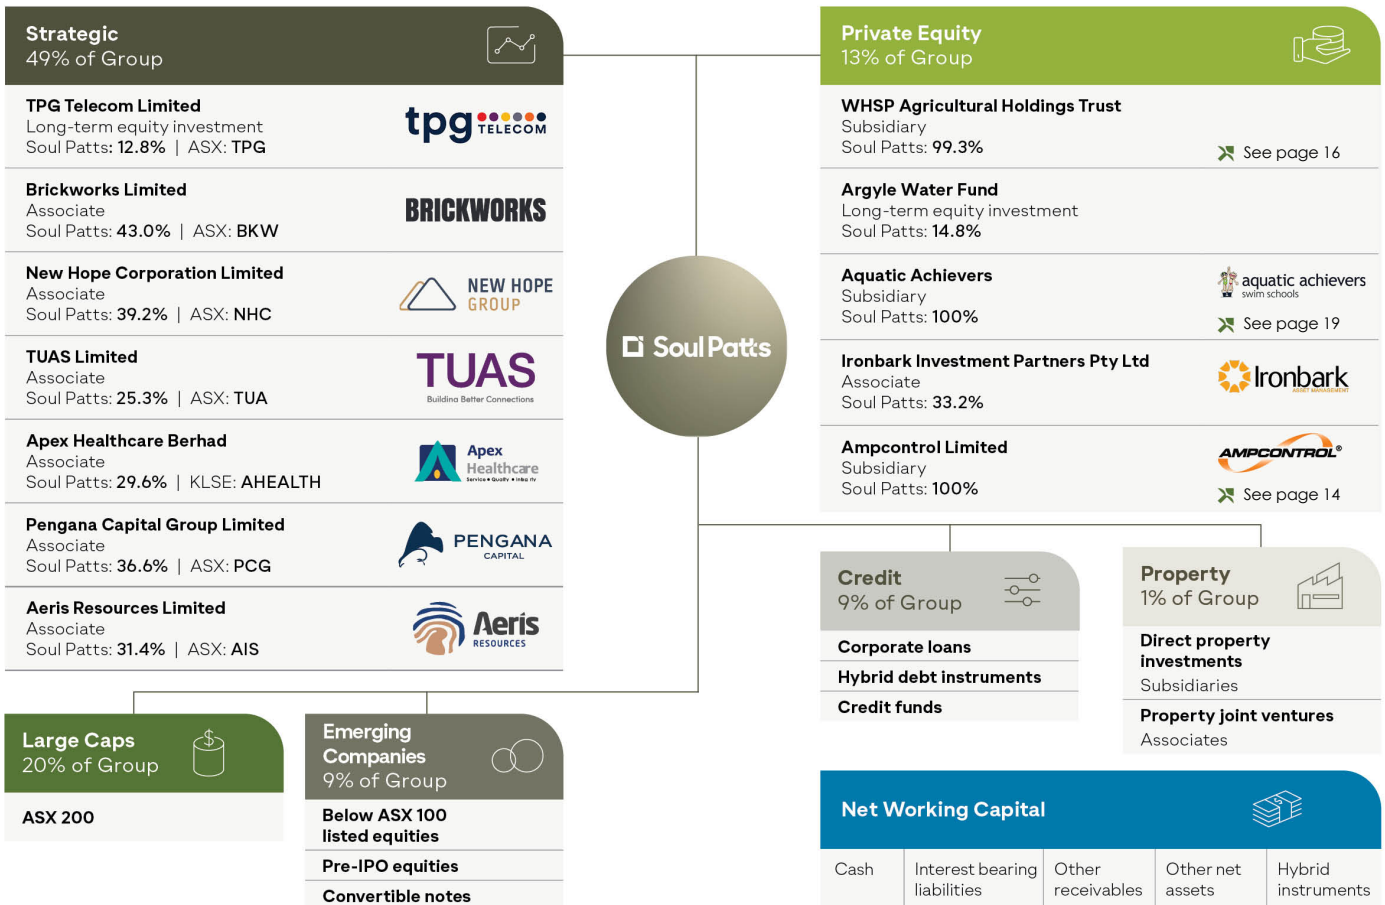 Strategic
49% of Group
TPG Telecom Limited
Long-term equity investment
Soul Patts: 12.8% | ASX: TPG
tpg TELECOM
Brickworks Limited
Associate
Soul Patts: 43.0% | ASX: BKW
BRICKWORKS
New Hope Corporation Limited
Associate
Soul Patts: 39.2% | ASX: NHC
NEW HOPE
GROUP
TUAS Limited
Associate
Soul Patts: 25.3% | ASX: TUA
TUAS
Building Better Connections
Apex Healthcare Berhad
Associate
Soul Patts: 29.6% | KLSE: AHEALTH
Apex
Healthcare
Service • Quality • Integrity
Pengana Capital Group Limited
Associate
Soul Patts: 36.6% | ASX: PCG
PENGANA
CAPITAL
Aeris Resources Limited
Associate
Soul Patts: 31.4% | ASX: AIS
Aeris
RESOURCES
Soul Patts
Private Equity
13% of Group
WHSP Agricultural Holdings Trust
Subsidiary
Soul Patts: 99.3%
See page 16
Argyle Water Fund
Long-term equity investment
Soul Patts: 14.8%
Aquatic Achievers
Subsidiary
Soul Patts: 100%
aquatic achievers
swim schools
See page 19
Ironbark Investment Partners Pty Ltd
Associate
Soul Patts: 33.2%
Ironbark
ASSET MANAGEMENT
Ampcontrol Limited
Subsidiary
Soul Patts: 100%
AMPCONTROL®
See page 14
Credit
9% of Group
Corporate loans
Hybrid debt instruments
Credit funds
Property
1% of Group
Direct property
investments
Subsidiaries
Property joint ventures
Associates
Large Caps
20% of Group
ASX 200
Emerging
Companies
9% of Group
Below ASX 100
listed equities
Pre-IPO equities
Convertible notes
Net Working Capital
Cash
Interest bearing
liabilities
Other
receivables
Other net
assets
Hybrid
instruments